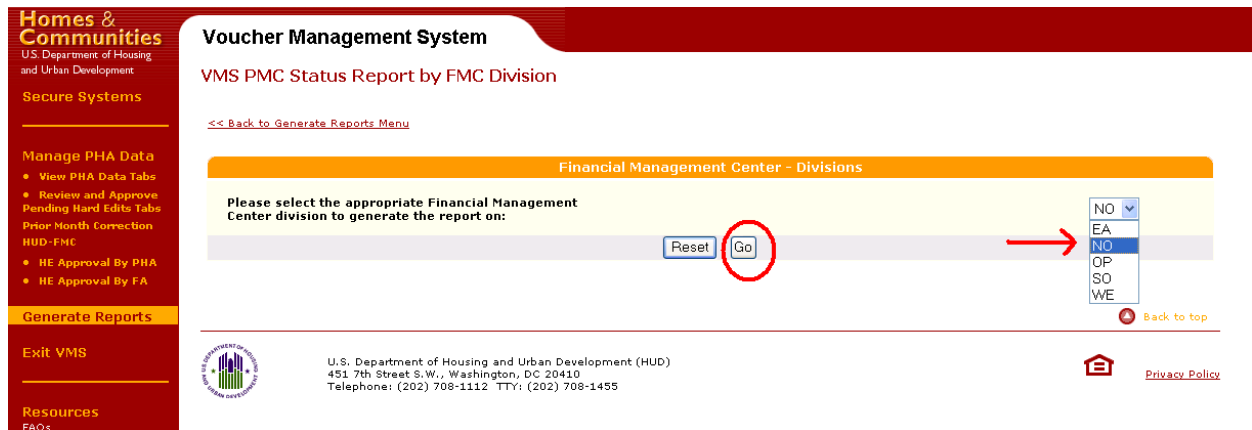 Homes &
Communities
U.S. Department of Housing
and Urban Development
Secure Systems
Manage PHA Data
• View PHA Data Tabs
• Review and Approve
Pending Hard Edits Tabs
Prior Month Correction
HUD-FMC
• HE Approval By PHA
• HE Approval By FA
Generate Reports
Exit VMS
Resources
FAQs
Voucher Management System
VMS PMC Status Report by FMC Division
<< Back to Generate Reports Menu
Financial Management Center - Divisions
Please select the appropriate Financial Management
Center division to generate the report on:
NO
EA
NO
OP
SO
WE
Reset Go
Back to top
U.S. Department of Housing and Urban Development (HUD)
451 7th Street S.W., Washington, DC 20410
Telephone: (202) 708-1112 TTY: (202) 708-1455
Privacy Policy